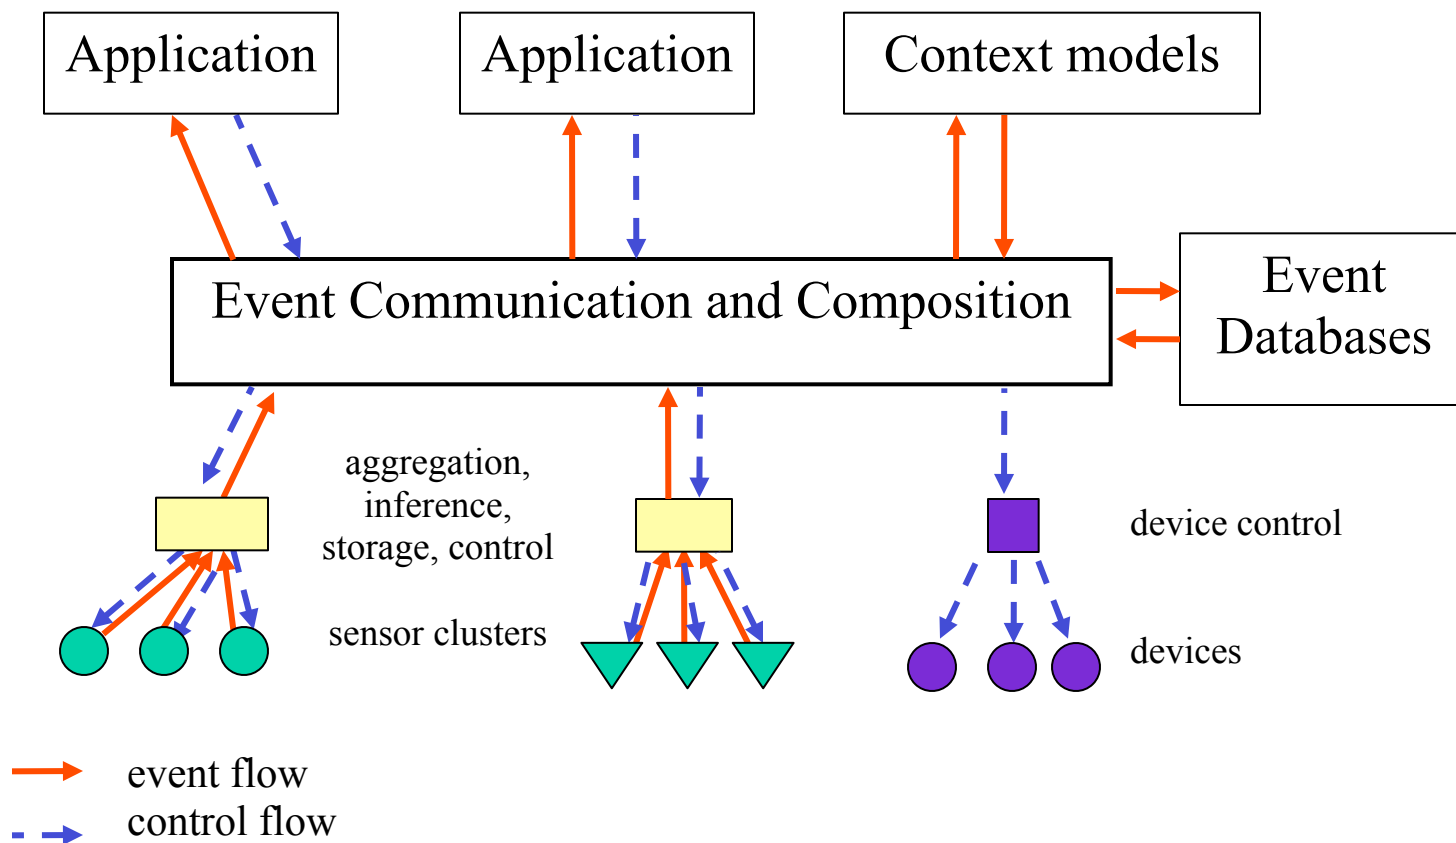 Application
Application
Context models
Event Communication and Composition
Event
Databases
aggregation,
inference,
storage, control
device control
sensor clusters
devices
event flow
control flow